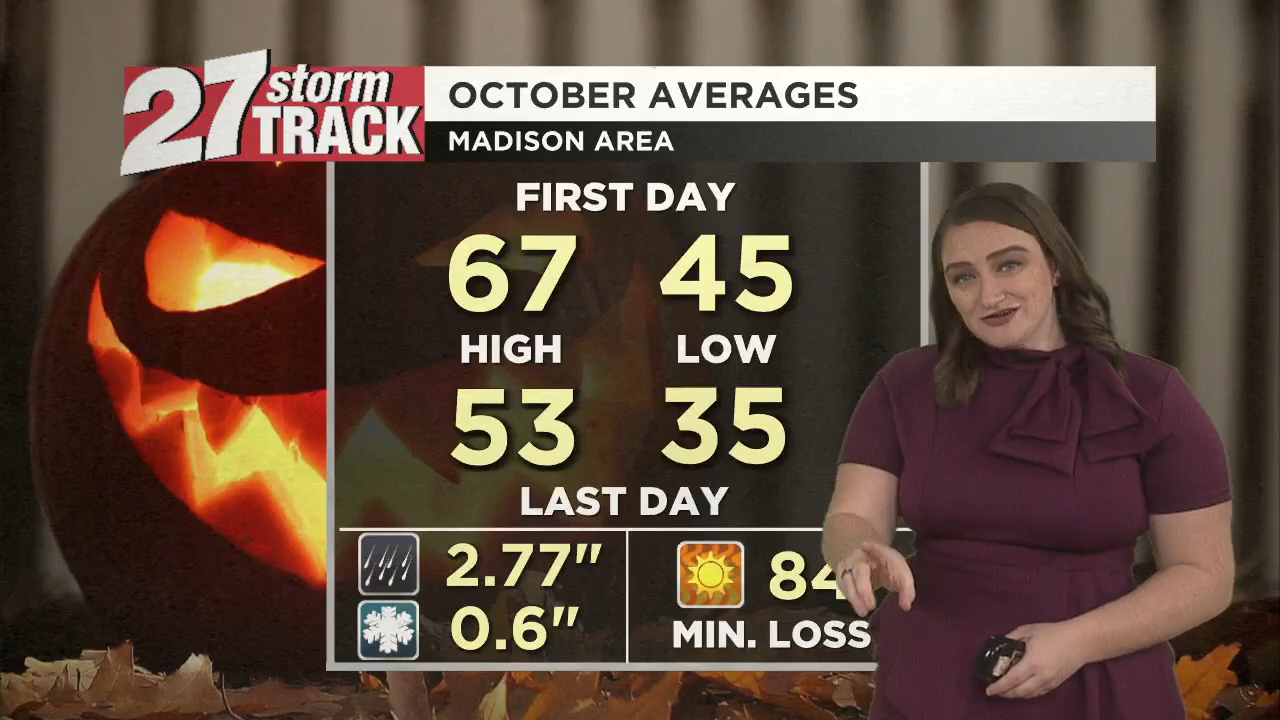 27 storm TRACK
OCTOBER AVERAGES
MADISON AREA
FIRST DAY
67 45
HIGH LOW
53 35
LAST DAY
2.77" 84
0.6" MIN. LOSS